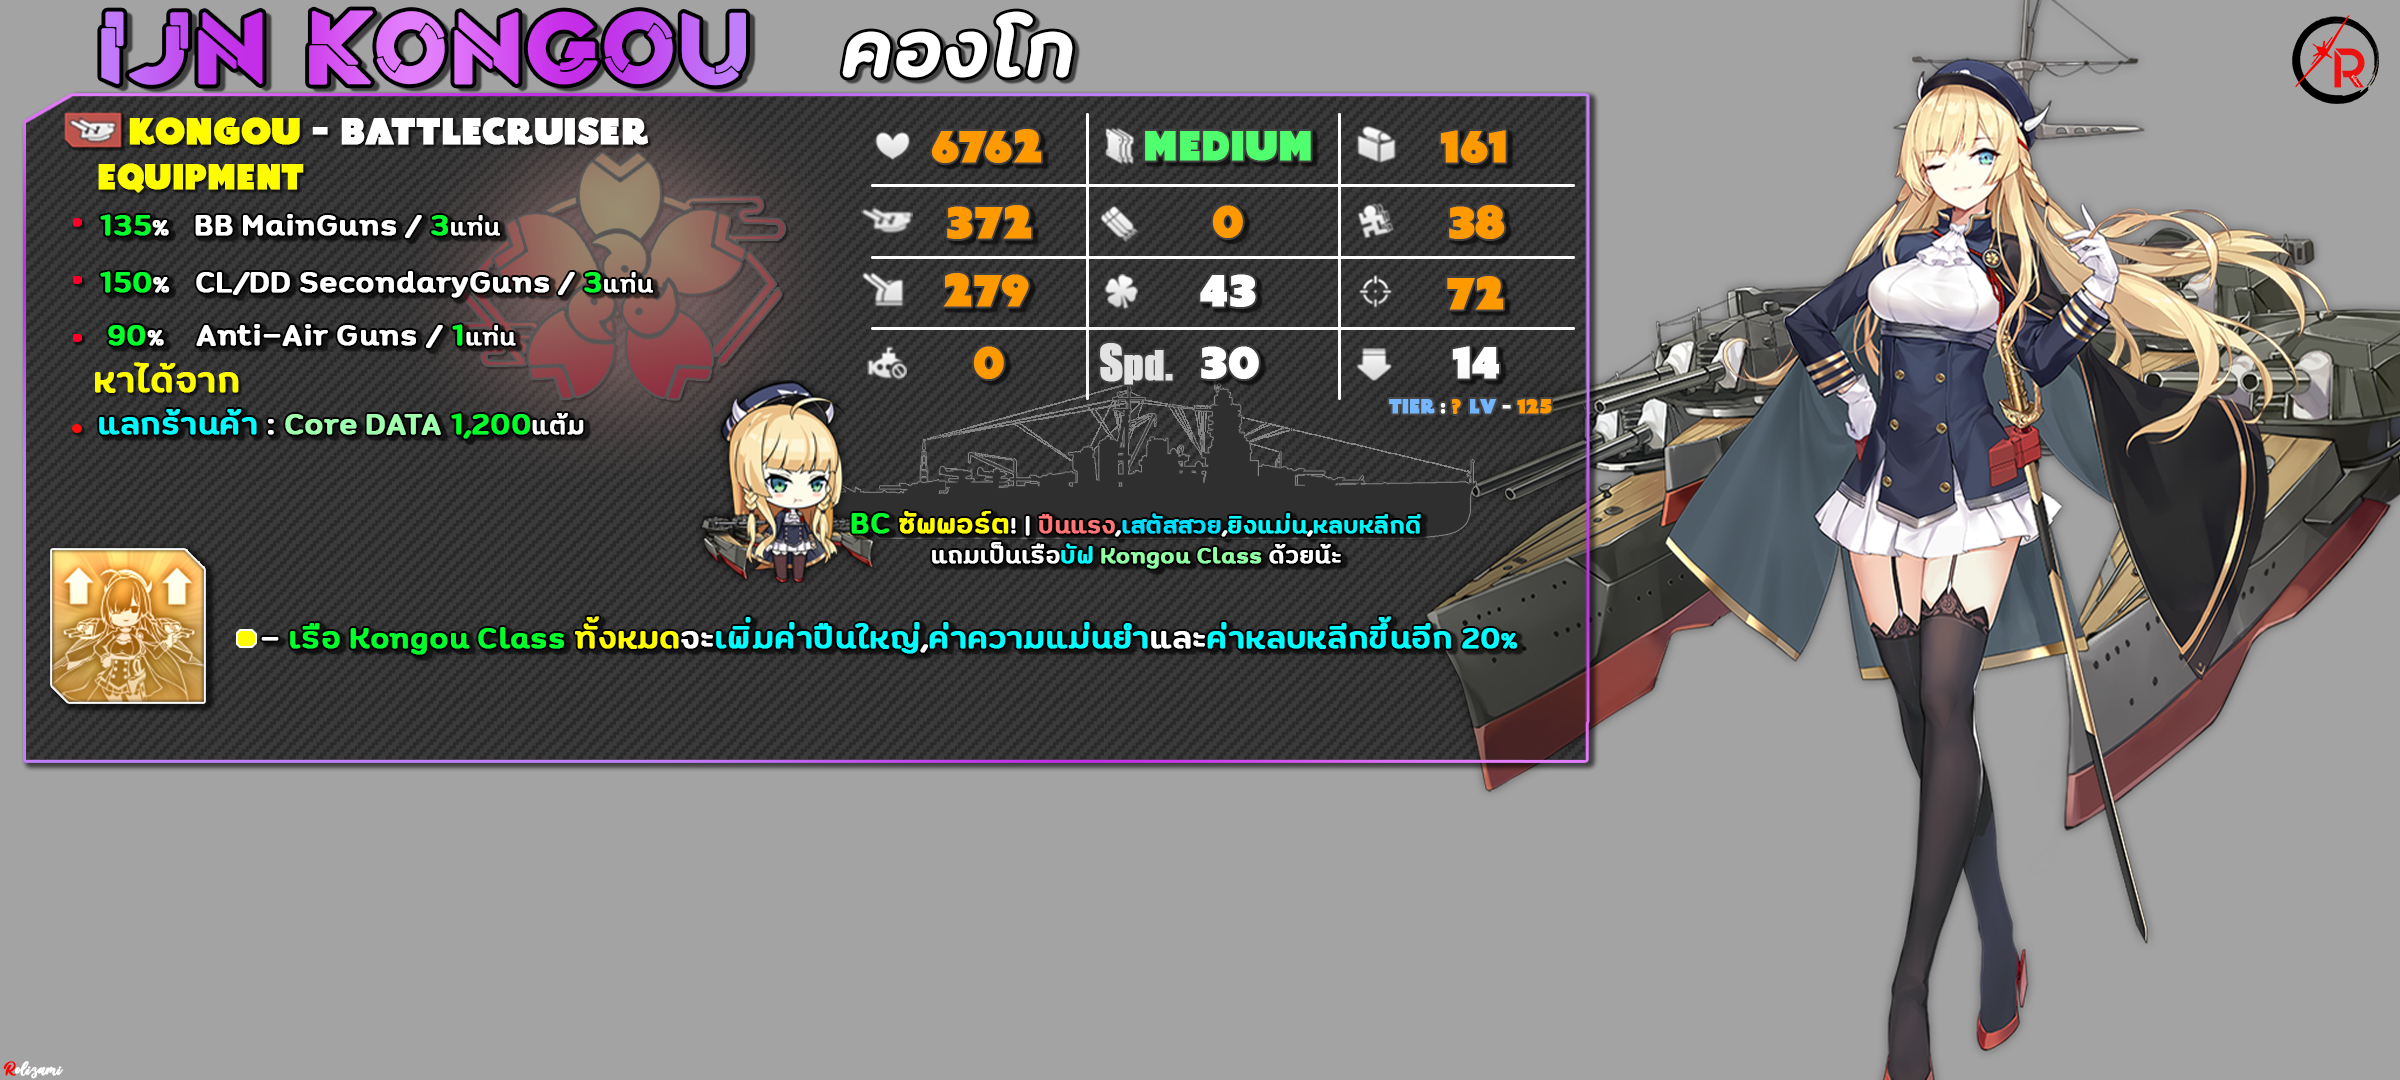 IJN KONGOU คองโก
R
KONGOU - BATTLECRUISER
EQUIPMENT
135% BB MainGuns / 3แท่น
150% CL/DD SecondaryGuns / 3แท่น
90% Anti-Air Guns / 1แท่น
หาได้จาก
แลกร้านค้า : Core DATA 1,200แต้ม
6762 MEDIUM 161
372 0 38
279 43 72
0 Spd. 30 14
TIER : ? LV - 125
BC ซัพพอร์ต! | ปืนแรง,เสตัสสวย,ยิงแม่น,หลบหลีกดี
แถมเป็นเรือบัฟ Kongou Class ด้วยน้ะ
- เรือ Kongou Class ทั้งหมดจะเพิ่มค่าปืนใหญ่,ค่าความแม่นยำและค่าหลบหลีกขึ้นอีก 20%
Rolizami